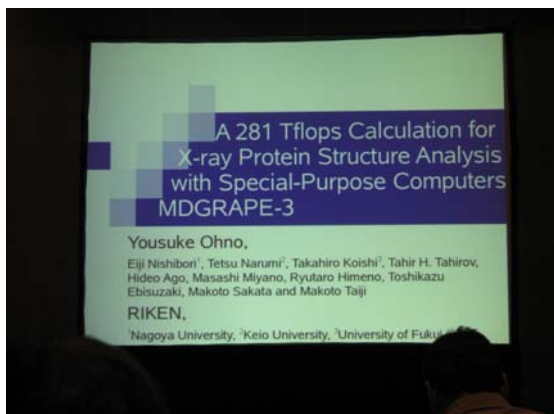 A 281 Tflops Calculation for
X-ray Protein Structure Analysis
with Special-Purpose Computers
MDGRAPE-3
Yousuke Ohno,
Eiji Nishibori¹, Tetsu Narumi², Takahiro Koishi³, Tahir H. Tahirov,
Hideo Ago, Masashi Miyano, Ryutaro Himeno, Toshikazu
Ebisuzaki, Makoto Sakata and Makoto Taiji
RIKEN,
¹Nagoya University, ²Keio University, ³University of Fukui